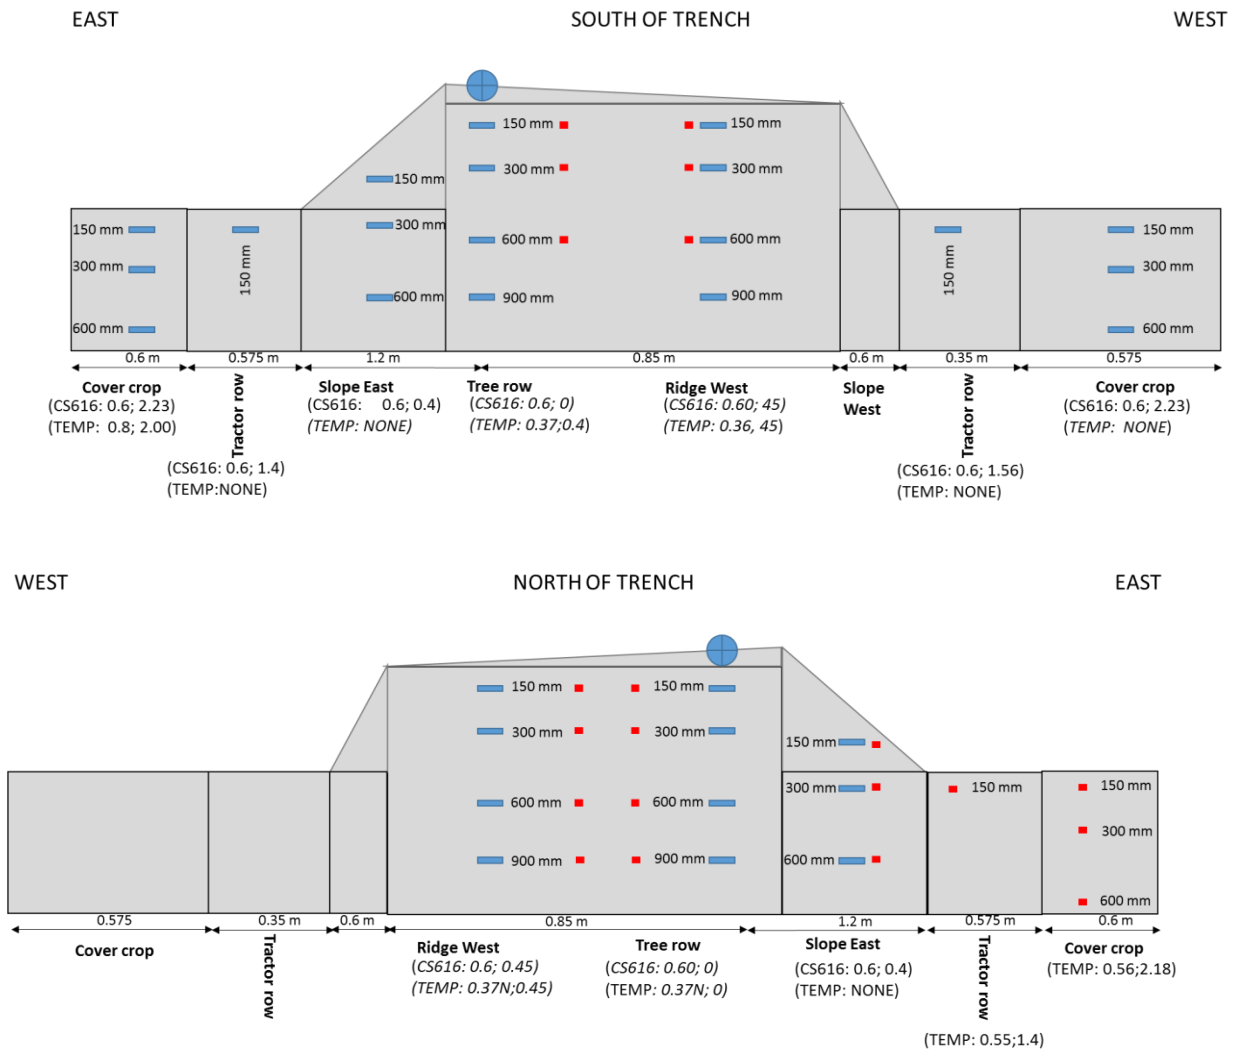 EAST SOUTH OF TRENCH WEST
150 mm 150 mm
300 mm 300 mm
150 mm
150 mm 300 mm 600 mm 600 mm 150 mm
300 mm 150 mm 150 mm 300 mm
600 mm 900 mm 900 mm
600 mm 600 mm
0.6 m 0.575 m 1.2 m 0.85 m 0.6 m 0.35 m 0.575
Cover crop
(CS616: 0.6; 2.23)
(TEMP: 0.8; 2.00)
Tractor row
(CS616: 0.6; 1.4)
(TEMP:NONE)
Slope East
(CS616: 0.6; 0.4)
(TEMP: NONE)
Tree row
(CS616: 0.6; 0)
(TEMP: 0.37;0.4)
Ridge West
(CS616: 0.60; 45)
(TEMP: 0.36, 45)
Slope
West
Tractor row
(CS616: 0.6; 1.56)
(TEMP: NONE)
Cover crop
(CS616: 0.6; 2.23)
(TEMP: NONE)
WEST NORTH OF TRENCH EAST
150 mm 150 mm
300 mm 300 mm
150 mm
600 mm 600 mm 300 mm 150 mm 150 mm
300 mm
900 mm 900 mm 600 mm
600 mm
0.575 0.35 m 0.6 m 0.85 m 1.2 m 0.575 m 0.6 m
Cover crop
Tractor row
Ridge West
(CS616: 0.6; 0.45)
(TEMP: 0.37N;0.45)
Tree row
(CS616: 0.60; 0)
(TEMP: 0.37N; 0)
Slope East
(CS616: 0.6; 0.4)
(TEMP: NONE)
Tractor row
(TEMP: 0.55;1.4)
Cover crop
(TEMP: 0.56;2.18)